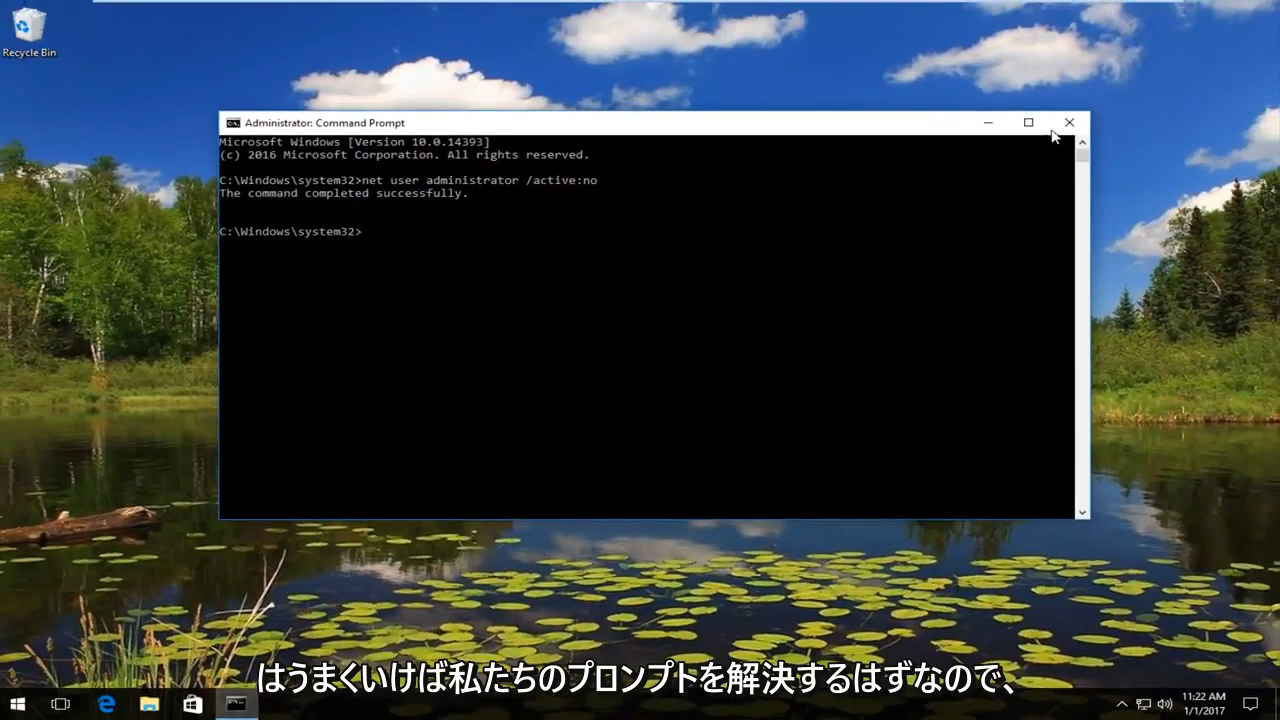 Recycle Bin
Administrator: Command Prompt
Microsoft Windows [Version 10.0.14393]
(c) 2016 Microsoft Corporation. All rights reserved.
C:\Windows\system32>net user administrator /active:no
The command completed successfully.
C:\Windows\system32>
はうまくいけば私たちのプロンプトを解決するはずなので、
11:22 AM
1/1/2017